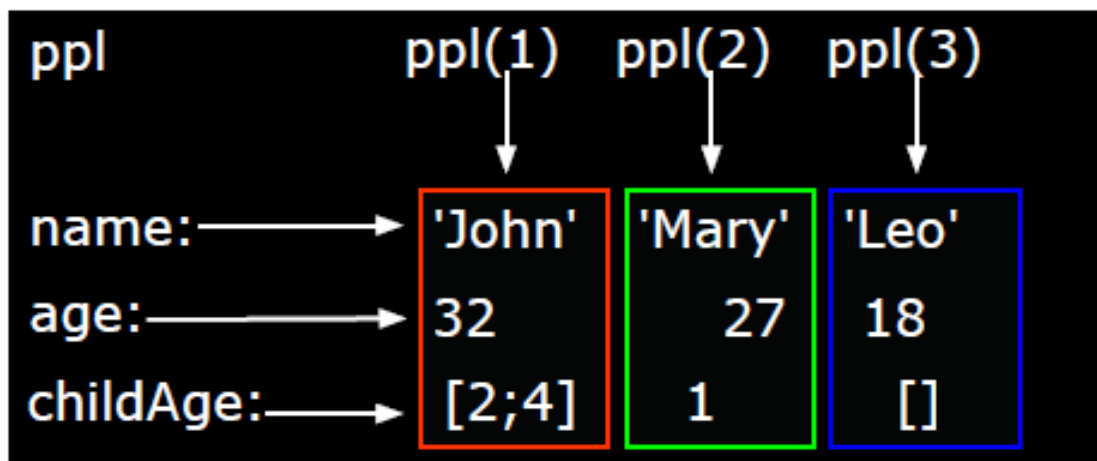 ppl ppl(1) ppl(2) ppl(3)
name: 'John' 'Mary' 'Leo'
age: 32 27 18
childAge: [2;4] 1 []